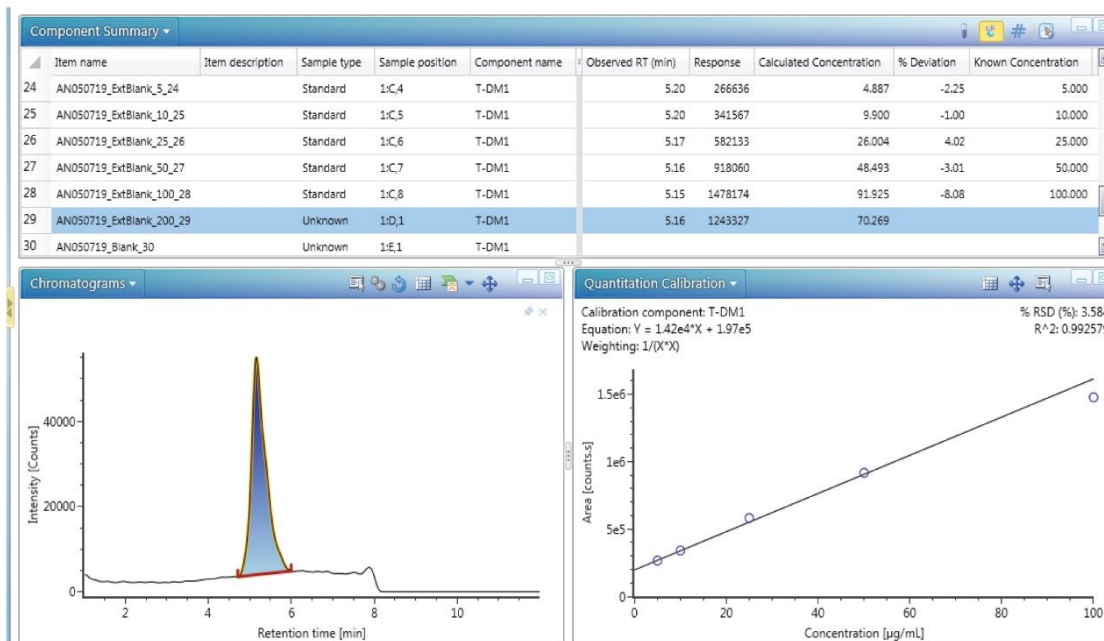 Component Summary
Item name Item description Sample type Sample position Component name Observed RT (min) Response Calculated Concentration % Deviation Known Concentration
24 AN050719_ExtBlank_5_24 Standard 1:C,4 T-DM1 5.20 266636 4.887 -2.25 5.000
25 AN050719_ExtBlank_10_25 Standard 1:C,5 T-DM1 5.20 341567 9.900 -1.00 10.000
26 AN050719_ExtBlank_25_26 Standard 1:C,6 T-DM1 5.17 582133 26.004 4.02 25.000
27 AN050719_ExtBlank_50_27 Standard 1:C,7 T-DM1 5.16 918060 48.493 -3.01 50.000
28 AN050719_ExtBlank_100_28 Standard 1:C,8 T-DM1 5.15 1478174 91.925 -8.08 100.000
29 AN050719_ExtBlank_200_29 Unknown 1:D,1 T-DM1 5.16 1243327 70.269
30 AN050719_Blank_30 Unknown 1:E,1 T-DM1
Chromatograms
Intensity [Counts]
40000
20000
0
2 4 6 8 10
Retention time [min]
Quantitation Calibration
Calibration component: T-DM1 % RSD (%): 3.584
Equation: Y = 1.42e4*X + 1.97e5 R^2: 0.992579
Weighting: 1/(X*X)
Area [counts.s]
1.5e6
1e6
5e5
0
0 20 40 60 80 100
Concentration [µg/mL]